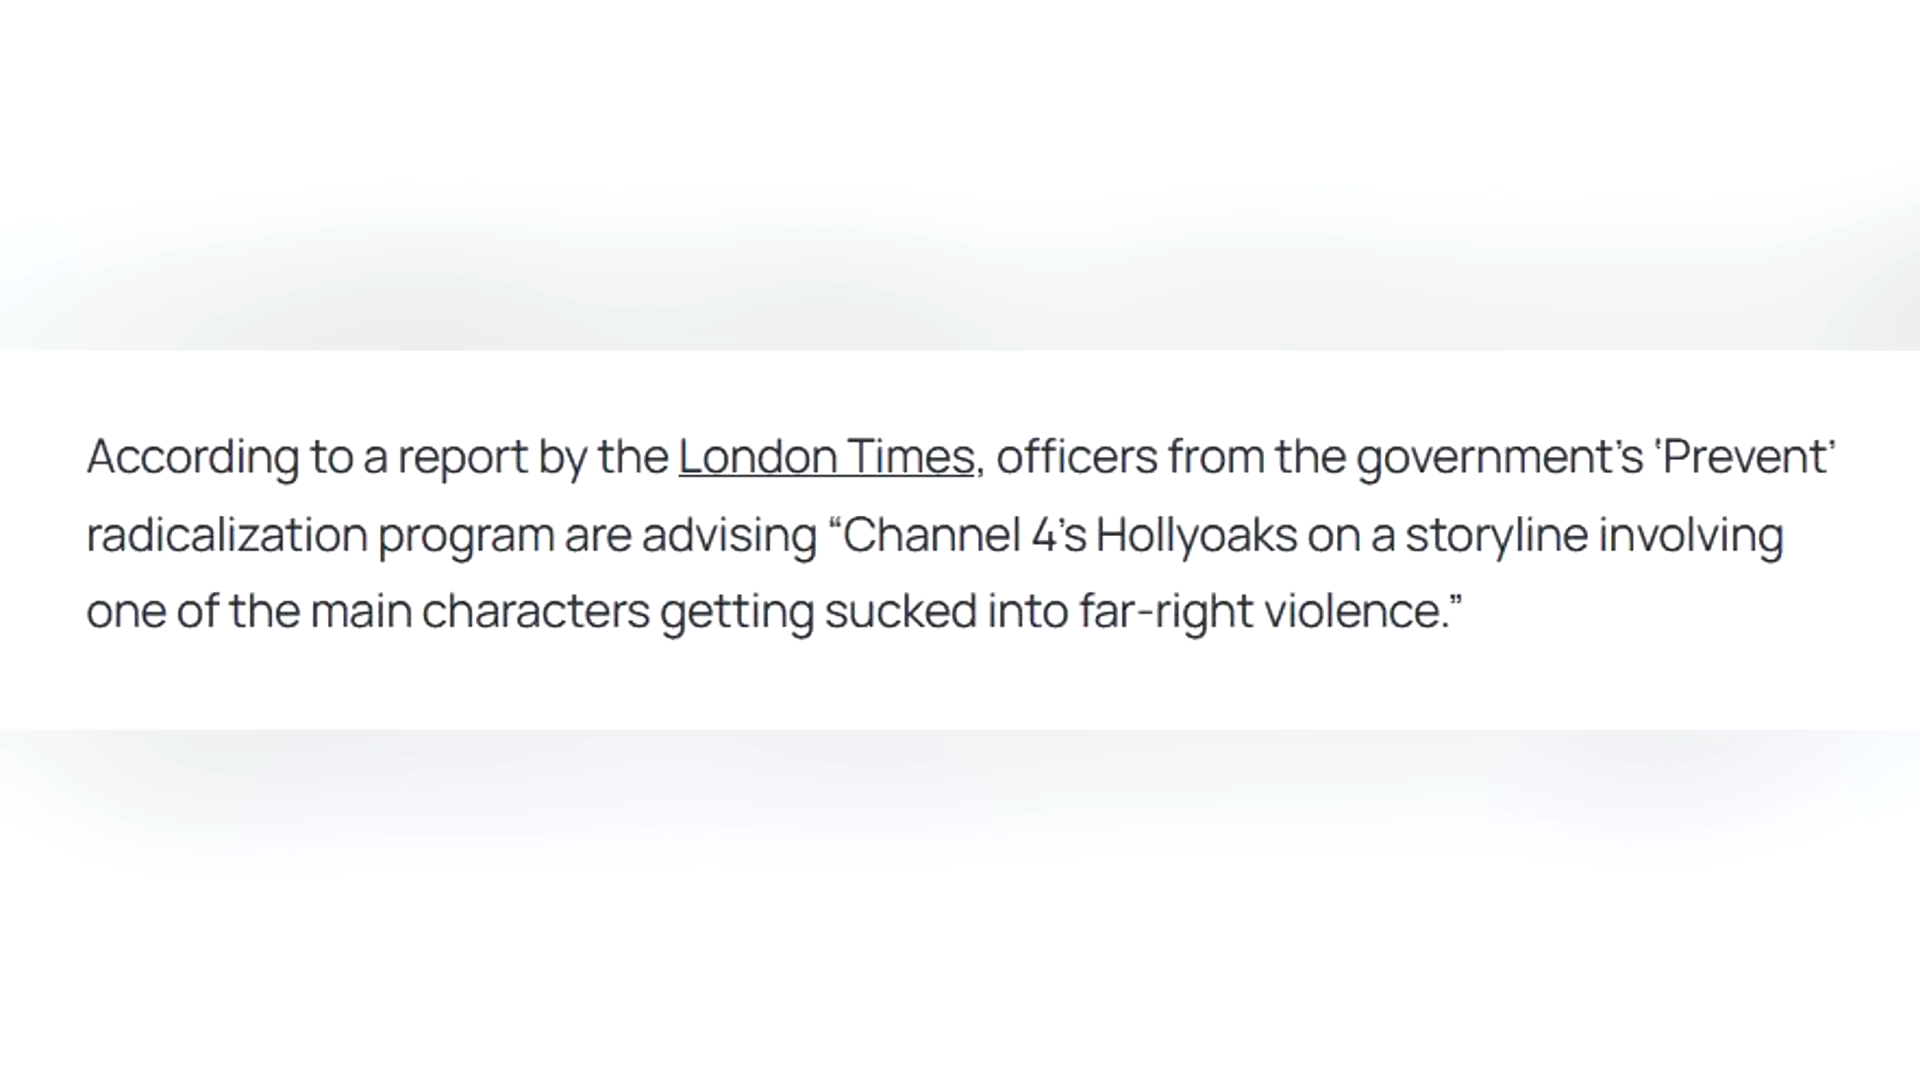 According to a report by the London Times, officers from the government’s ‘Prevent’
radicalization program are advising “Channel 4’s Hollyoaks on a storyline involving
one of the main characters getting sucked into far-right violence.”